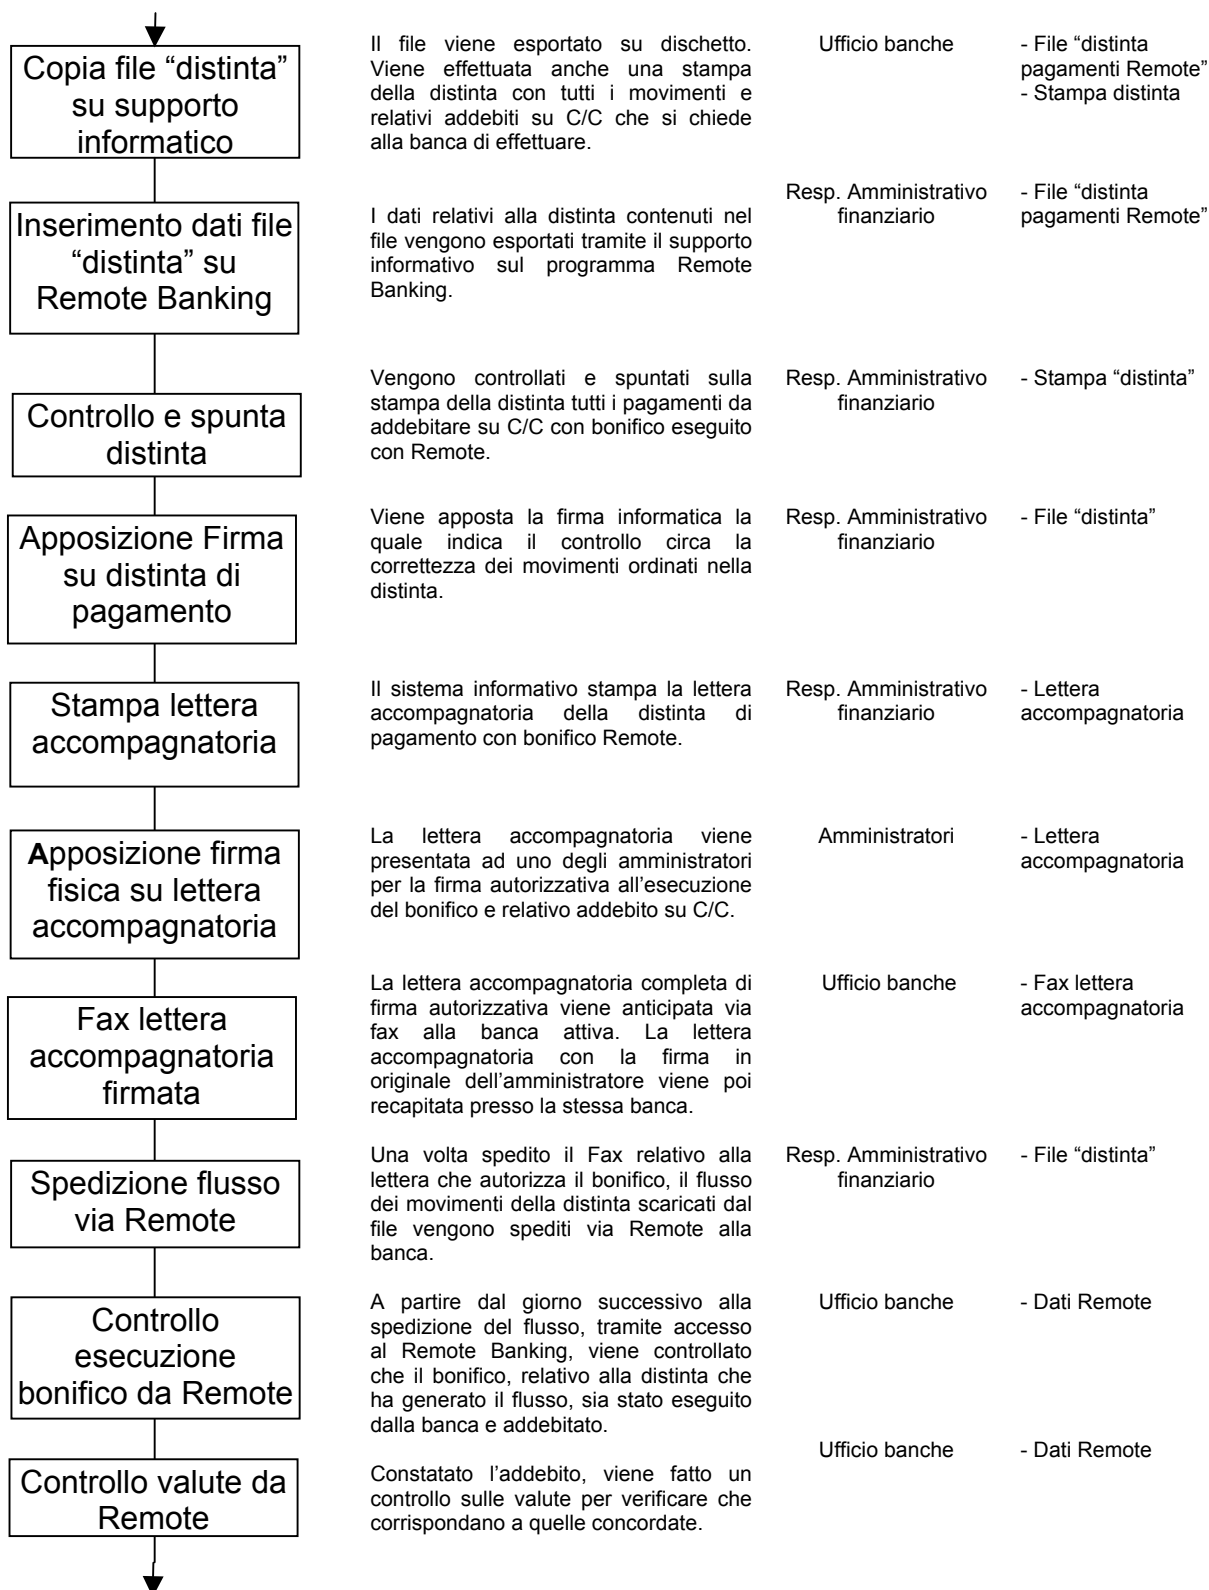 Copia file “distinta”
su supporto
informatico
Il file viene esportato su dischetto.
Viene effettuata anche una stampa
della distinta con tutti i movimenti e
relativi addebiti su C/C che si chiede
alla banca di effettuare.
Ufficio banche
- File “distinta
pagamenti Remote”
- Stampa distinta
Inserimento dati file
“distinta” su
Remote Banking
I dati relativi alla distinta contenuti nel
file vengono esportati tramite il supporto
informativo sul programma Remote
Banking.
Resp. Amministrativo
finanziario
- File “distinta
pagamenti Remote”
Controllo e spunta
distinta
Vengono controllati e spuntati sulla
stampa della distinta tutti i pagamenti da
addebitare su C/C con bonifico eseguito
con Remote.
Resp. Amministrativo
finanziario
- Stampa “distinta”
Apposizione Firma
su distinta di
pagamento
Viene apposta la firma informatica la
quale indica il controllo circa la
correttezza dei movimenti ordinati nella
distinta.
Resp. Amministrativo
finanziario
- File “distinta”
Stampa lettera
accompagnatoria
Il sistema informativo stampa la lettera
accompagnatoria della distinta di
pagamento con bonifico Remote.
Resp. Amministrativo
finanziario
- Lettera
accompagnatoria
Apposizione firma
fisica su lettera
accompagnatoria
La lettera accompagnatoria viene
presentata ad uno degli amministratori
per la firma autorizzativa all’esecuzione
del bonifico e relativo addebito su C/C.
Amministratori
- Lettera
accompagnatoria
Fax lettera
accompagnatoria
firmata
La lettera accompagnatoria completa di
firma autorizzativa viene anticipata via
fax alla banca attiva. La lettera
accompagnatoria con la firma in
originale dell’amministratore viene poi
recapitata presso la stessa banca.
Ufficio banche
- Fax lettera
accompagnatoria
Spedizione flusso
via Remote
Una volta spedito il Fax relativo alla
lettera che autorizza il bonifico, il flusso
dei movimenti della distinta scaricati dal
file vengono spediti via Remote alla
banca.
Resp. Amministrativo
finanziario
- File “distinta”
Controllo
esecuzione
bonifico da Remote
A partire dal giorno successivo alla
spedizione del flusso, tramite accesso
al Remote Banking, viene controllato
che il bonifico, relativo alla distinta che
ha generato il flusso, sia stato eseguito
dalla banca e addebitato.
Ufficio banche
- Dati Remote
Controllo valute da
Remote
Constatato l’addebito, viene fatto un
controllo sulle valute per verificare che
corrispondano a quelle concordate.
Ufficio banche
- Dati Remote